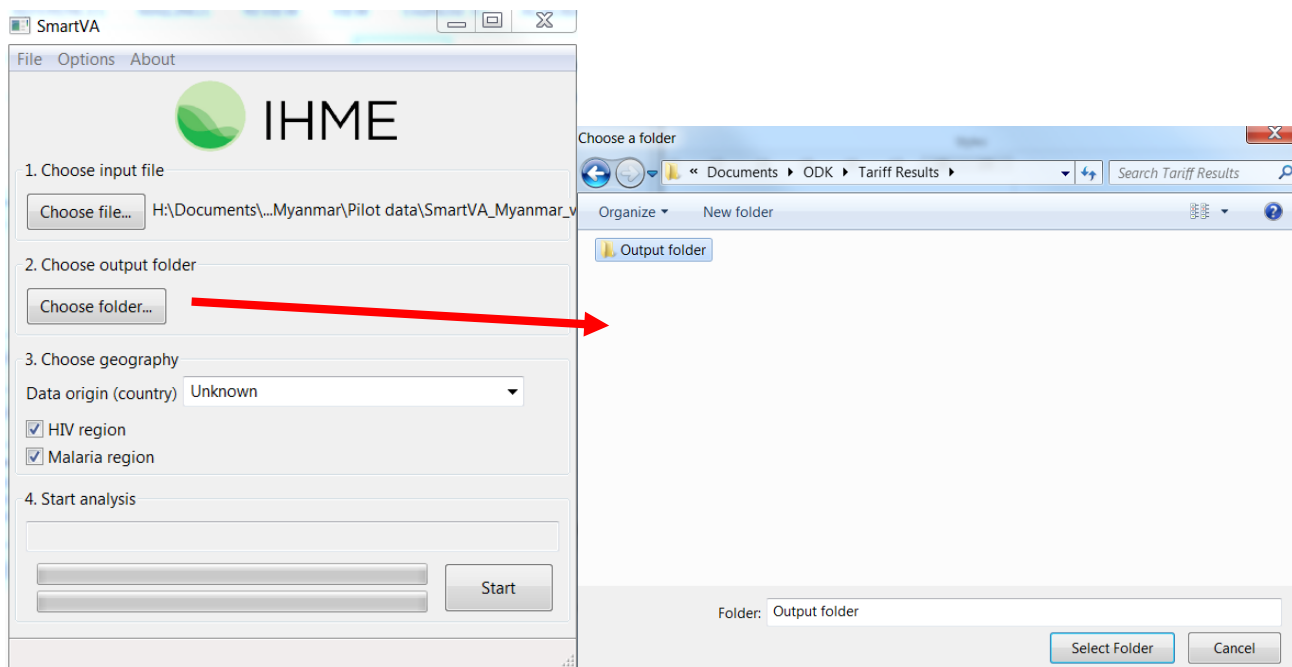 SmartVA
File Options About
IHME
1. Choose input file
Choose file... H:\Documents\...Myanmar\Pilot data\SmartVA_Myanmar_v
2. Choose output folder
Choose folder...
3. Choose geography
Data origin (country) Unknown
HIV region
Malaria region
4. Start analysis
Start
Choose a folder
« Documents ODK Tariff Results Search Tariff Results
Organize New folder
Output folder
Folder: Output folder
Select Folder Cancel